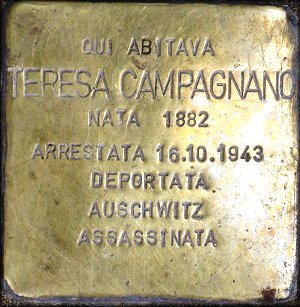 QUI ABITAVA
TERESA CAMPAGNANO
NATA 1882
ARRESTATA 16.10.1943
DEPORTATA
AUSCHWITZ
ASSASSINATA